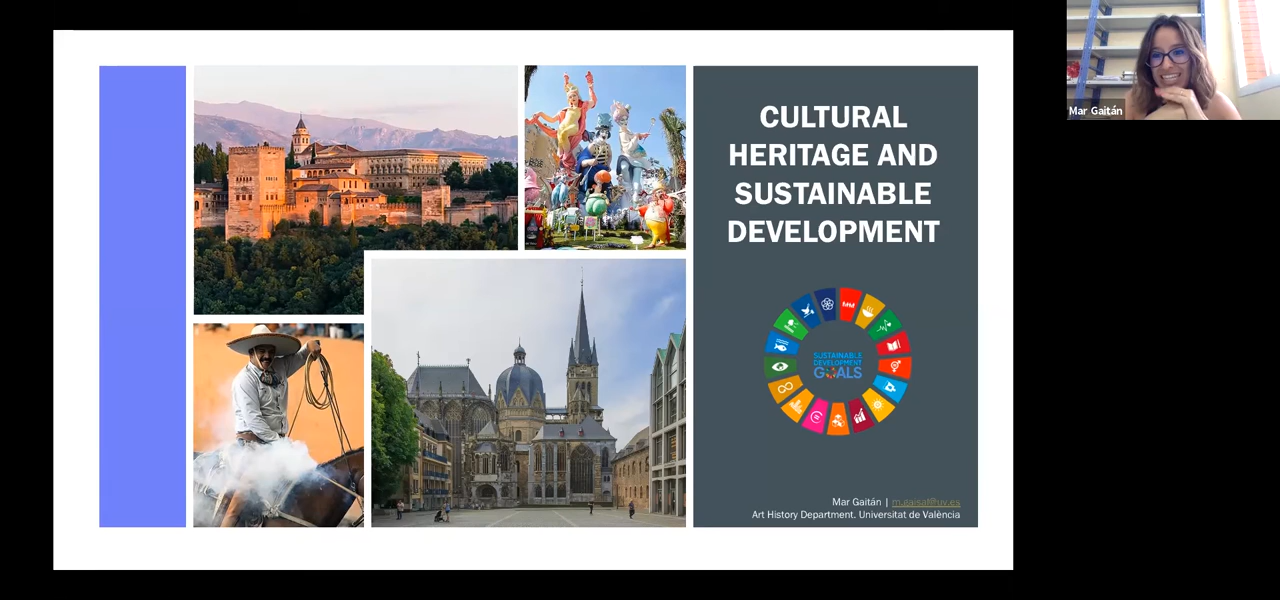 CULTURAL
HERITAGE AND
SUSTAINABLE
DEVELOPMENT
SUSTAINABLE
DEVELOPMENT
GOALS
Mar Gaitán | m.gaisal@uv.es
Art History Department. Universitat de València
Mar Gaitán